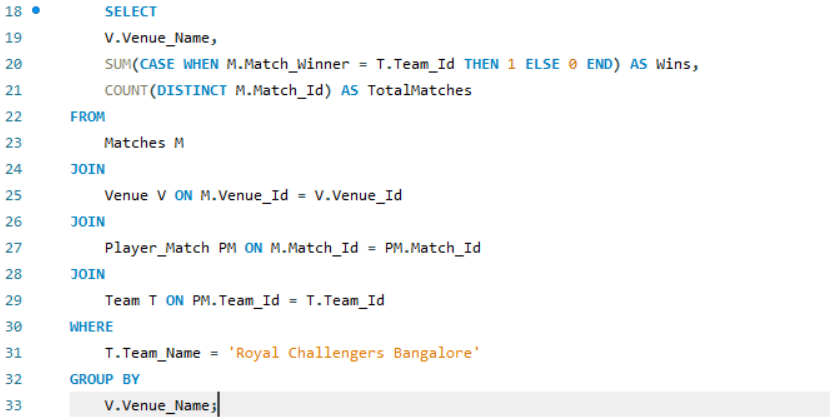 18 SELECT
19 V.Venue_Name,
20 SUM(CASE WHEN M.Match_Winner = T.Team_Id THEN 1 ELSE 0 END) AS Wins,
21 COUNT(DISTINCT M.Match_Id) AS TotalMatches
22 FROM
23 Matches M
24 JOIN
25 Venue V ON M.Venue_Id = V.Venue_Id
26 JOIN
27 Player_Match PM ON M.Match_Id = PM.Match_Id
28 JOIN
29 Team T ON PM.Team_Id = T.Team_Id
30 WHERE
31 T.Team_Name = 'Royal Challengers Bangalore'
32 GROUP BY
33 V.Venue_Name;